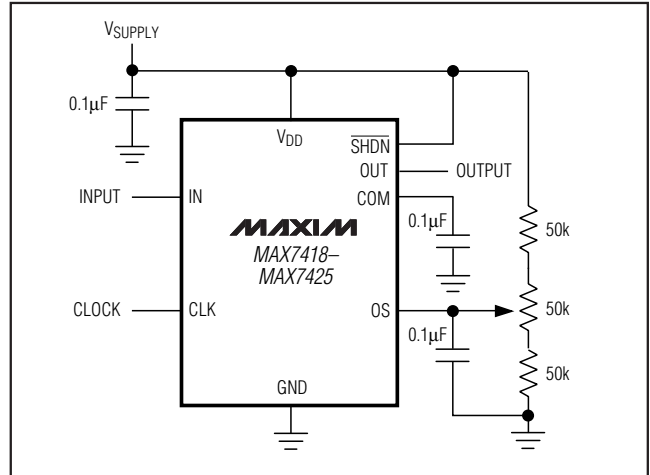 VSUPPLY
0.1µF
VDD
SHDN
OUT
OUTPUT
INPUT
IN
COM
MAXIM
MAX7418–
MAX7425
0.1µF
50k
CLOCK
CLK
OS
50k
0.1µF
50k
GND